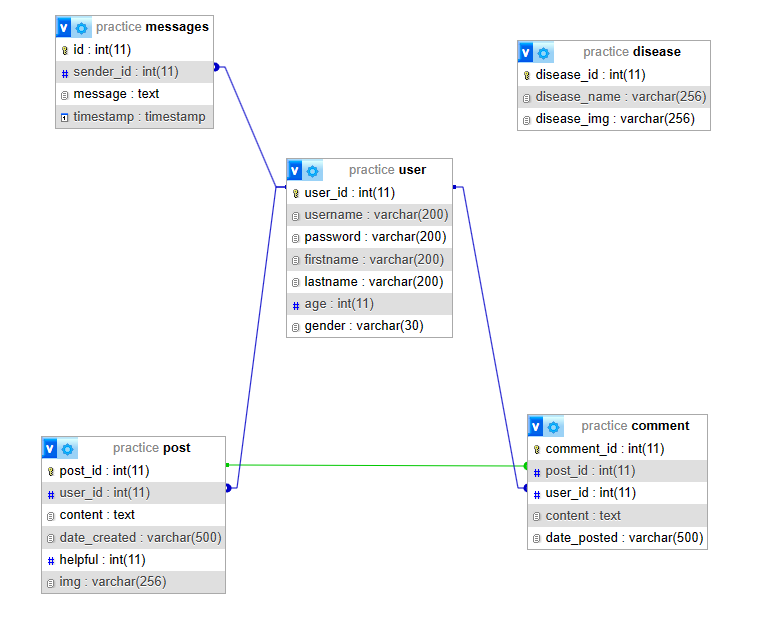 v practice messages
id : int(11)
# sender_id : int(11)
message : text
timestamp : timestamp
v practice disease
disease_id : int(11)
disease_name : varchar(256)
disease_img : varchar(256)
v practice user
user_id : int(11)
username : varchar(200)
password : varchar(200)
firstname : varchar(200)
lastname : varchar(200)
# age : int(11)
gender : varchar(30)
v practice post
post_id : int(11)
# user_id : int(11)
content : text
date_created : varchar(500)
# helpful : int(11)
img : varchar(256)
v practice comment
comment_id : int(11)
# post_id : int(11)
# user_id : int(11)
content : text
date_posted : varchar(500)